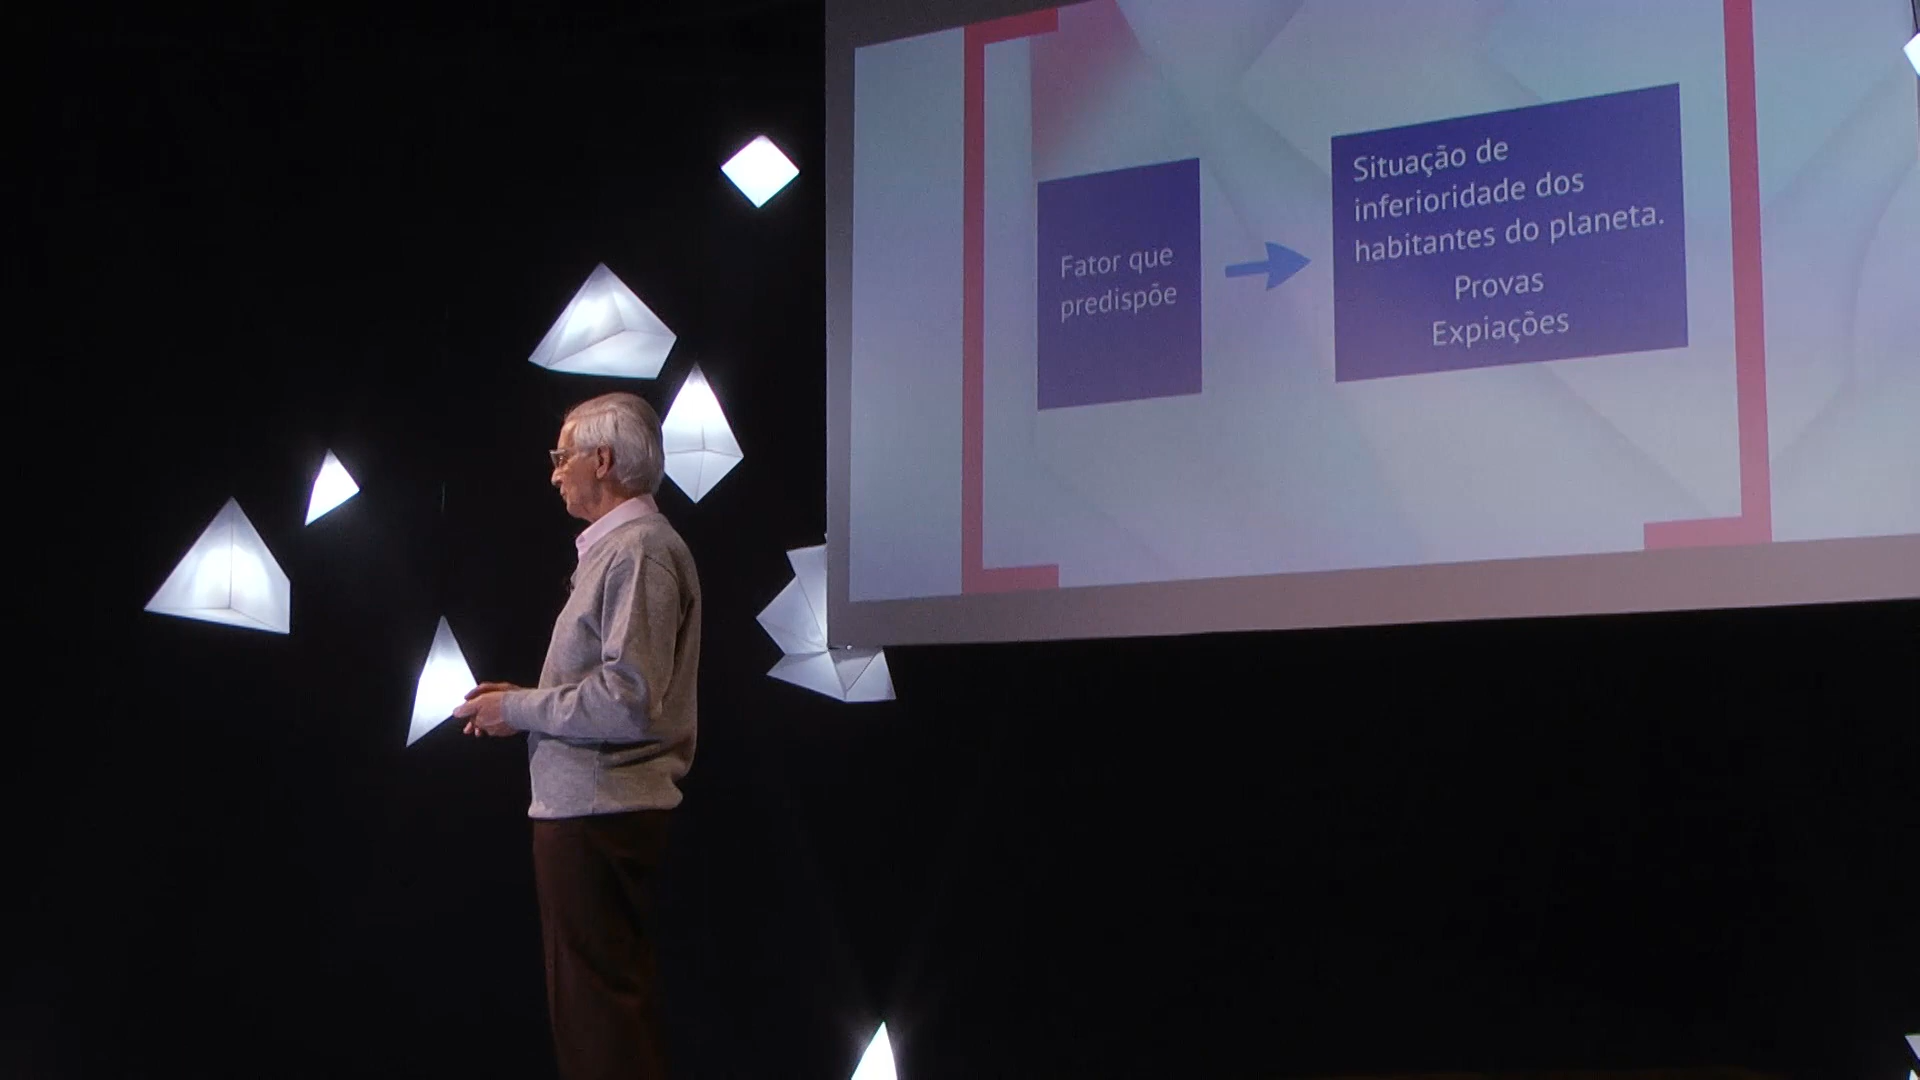 Fator que
predispõe
Situação de
inferioridade dos
habitantes do planeta.
Provas
Expiações